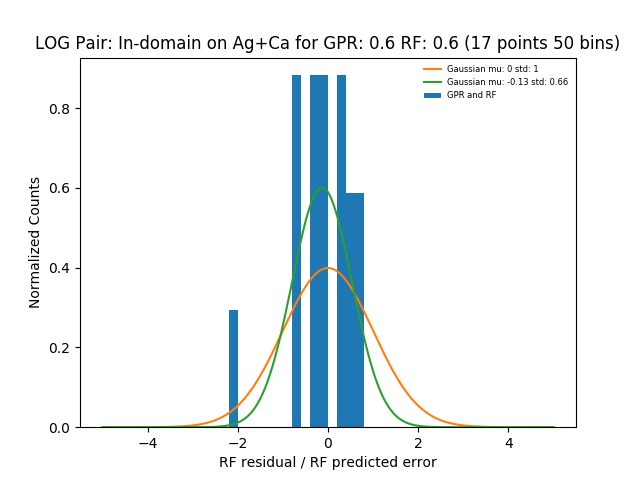 LOG Pair: In-domain on Ag+Ca for GPR: 0.6 RF: 0.6 (17 points 50 bins)
Gaussian mu: 0 std: 1
Gaussian mu: -0.13 std: 0.66
GPR and RF
Normalized Counts
0.8
0.6
0.4
0.2
0.0
−4 −2 0 2 4
RF residual / RF predicted error